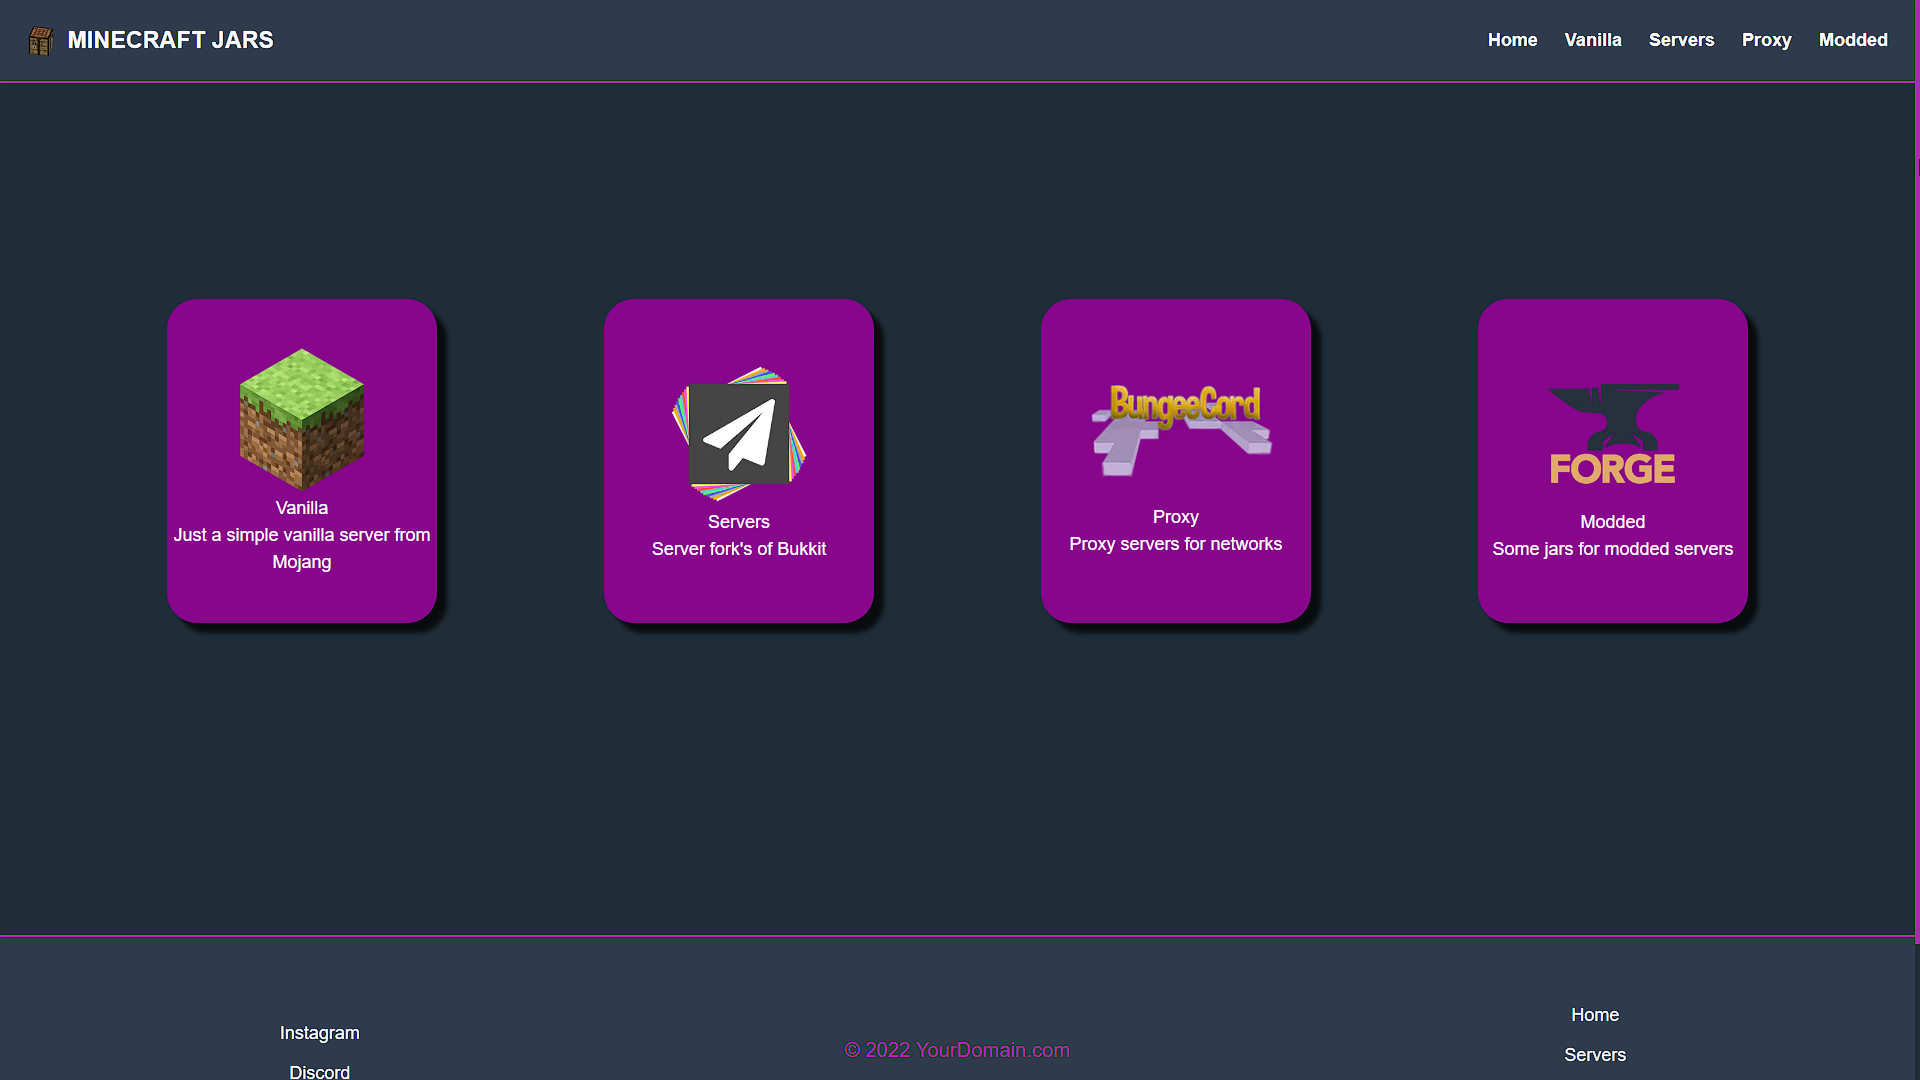 MINECRAFT JARS
Home Vanilla Servers Proxy Modded
Vanilla
Just a simple vanilla server from
Mojang
Servers
Server fork's of Bukkit
BungeeCord
Proxy
Proxy servers for networks
FORGE
Modded
Some jars for modded servers
Instagram
Discord
© 2022 YourDomain.com
Home
Servers